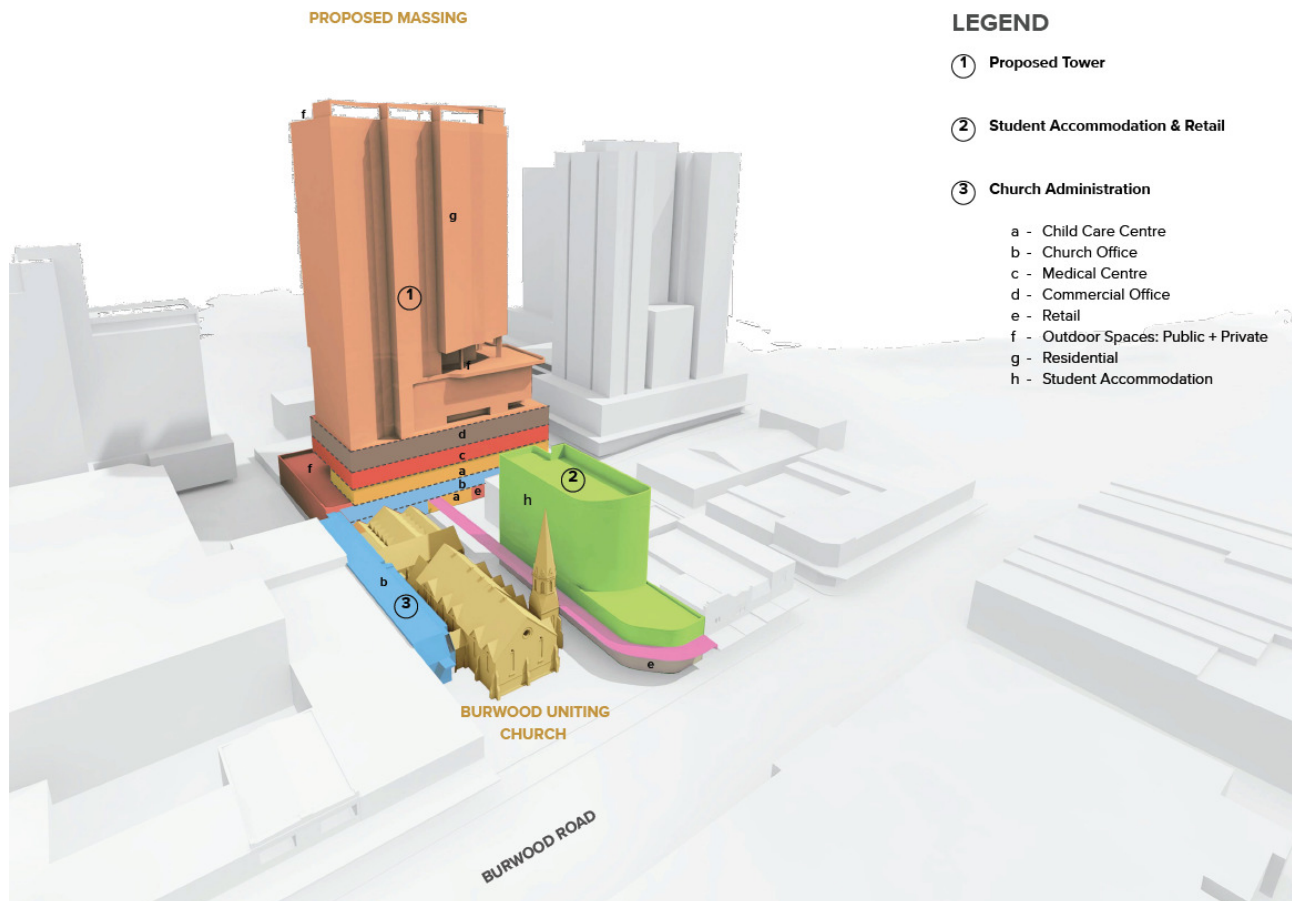 PROPOSED MASSING
LEGEND
1 Proposed Tower
2 Student Accommodation & Retail
3 Church Administration
a - Child Care Centre
b - Church Office
c - Medical Centre
d - Commercial Office
e - Retail
f - Outdoor Spaces: Public + Private
g - Residential
h - Student Accommodation
f
g
1
f
d
c
f
a
b
a
e
2
h
b
3
e
BURWOOD UNITING
CHURCH
BURWOOD ROAD